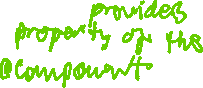 provides
property of the
@component